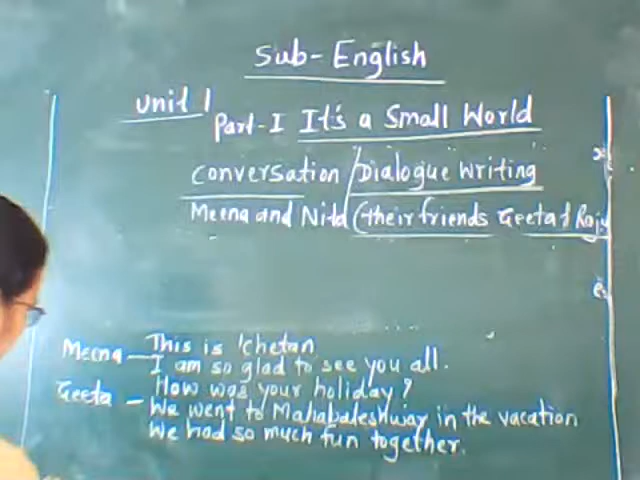 Sub- English
Unit 1
Part-I It's a Small World
Conversation /Dialogue Writing
Meena and Nita (their friends Geeta & Raju
Meena — This is 'Chetan
I am so glad to see you all.
How was your holiday?
Geeta — We went to Mahabaleshwar in the vacation
We had so much fun together.